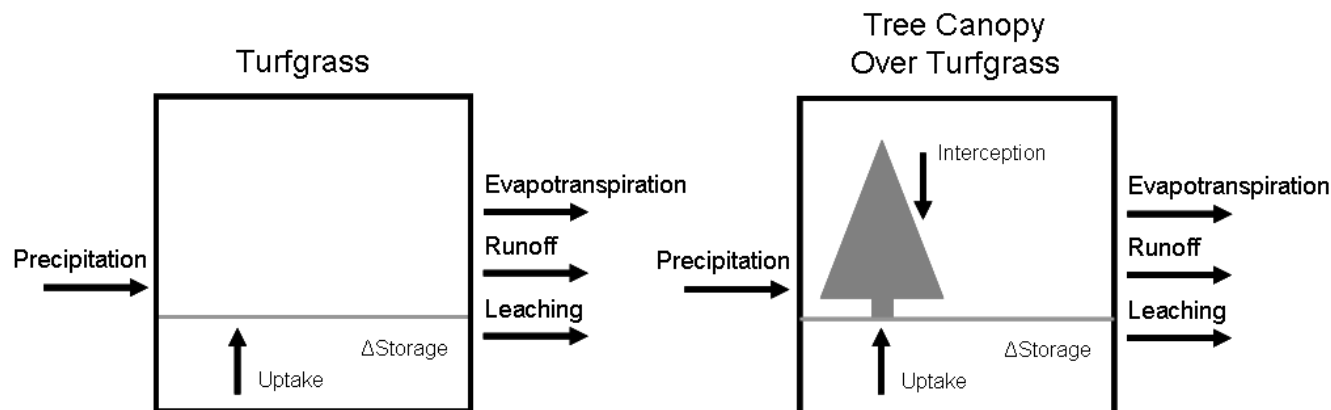 Turfgrass
Precipitation
Evapotranspiration
Runoff
Leaching
ΔStorage
Uptake
Tree Canopy
Over Turfgrass
Interception
Precipitation
Evapotranspiration
Runoff
Leaching
ΔStorage
Uptake